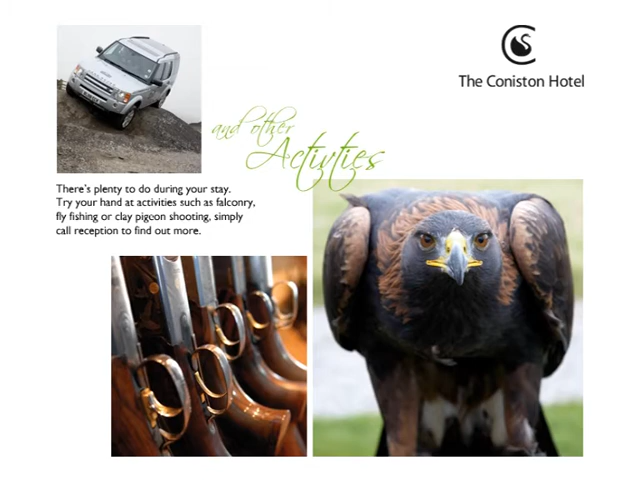 The Coniston Hotel
and other
Activties
There's plenty to do during your stay.
Try your hand at activities such as falconry,
fly fishing or clay pigeon shooting, simply
call reception to find out more.